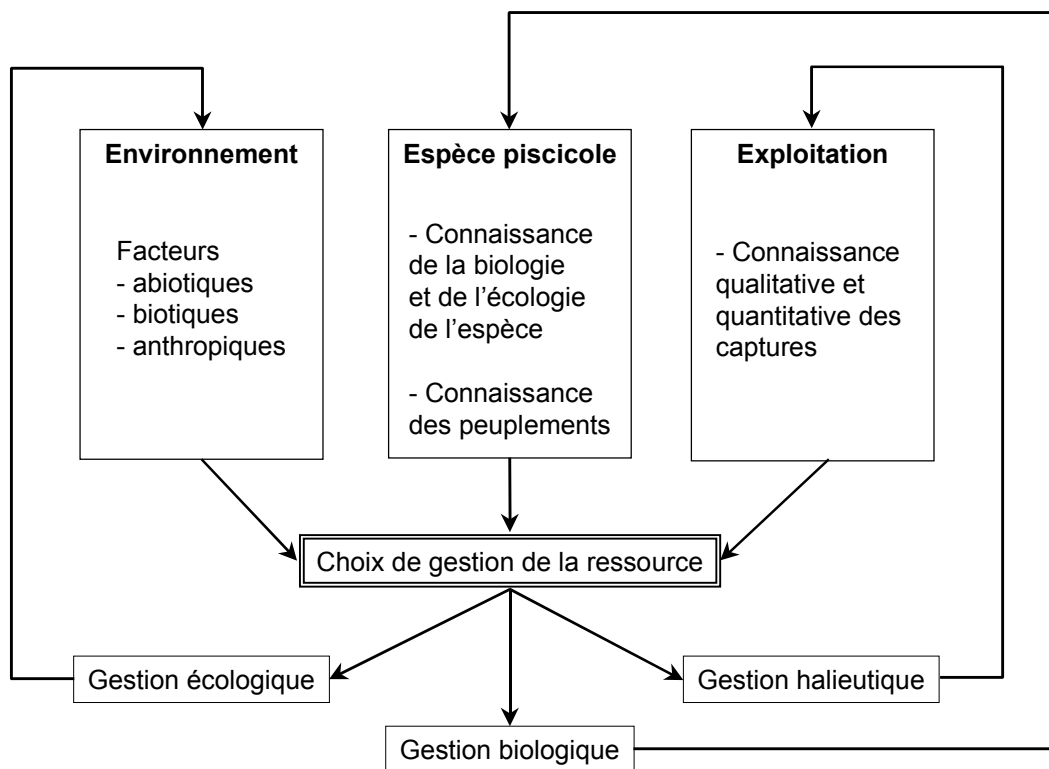 Environnement
Facteurs
- abiotiques
- biotiques
- anthropiques
Espèce piscicole
- Connaissance
de la biologie
et de l’écologie
de l’espèce
- Connaissance
des peuplements
Exploitation
- Connaissance
qualitative et
quantitative des
captures
Choix de gestion de la ressource
Gestion écologique
Gestion halieutique
Gestion biologique